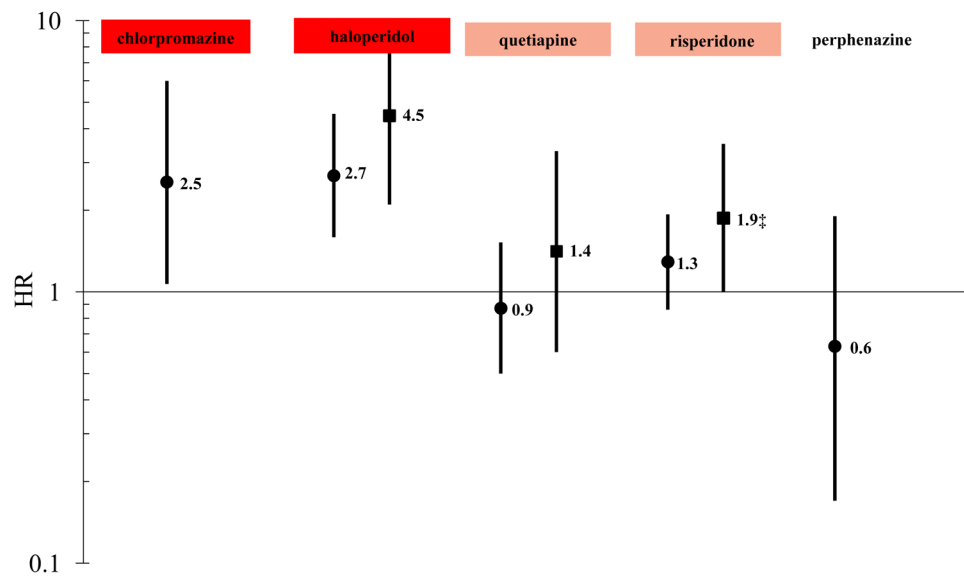 10
chlorpromazine
haloperidol
quetiapine
risperidone
perphenazine
4.5
2.7
2.5
1.9‡
1.4
1.3
HR
1
0.9
0.6
0.1